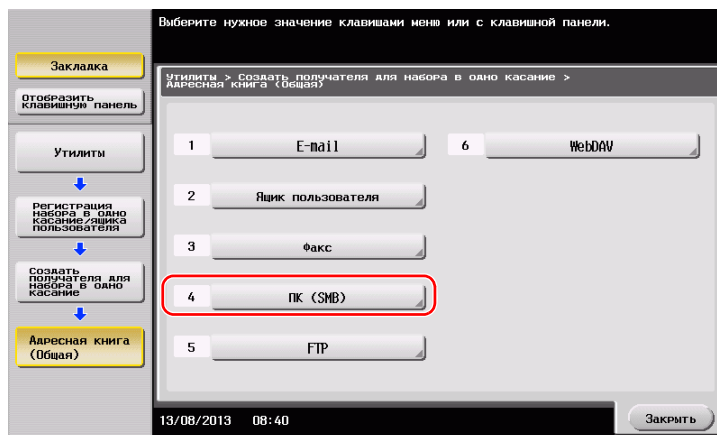 Выберите нужное значение клавишами меню или с клавишной панели.
Закладка
Отобразить
клавишную панель
Утилиты
Регистрация
набора в одно
касание/ящика
пользователя
Создать
получателя для
набора в одно
касание
Адресная книга
(Общая)
Утилиты > Создать получателя для набора в одно касание >
Адресная книга (Общая)
1 E-mail
2 Ящик пользователя
3 Факс
4 ПК (SMB)
5 FTP
6 WebDAV
13/08/2013 08:40
Закрыть